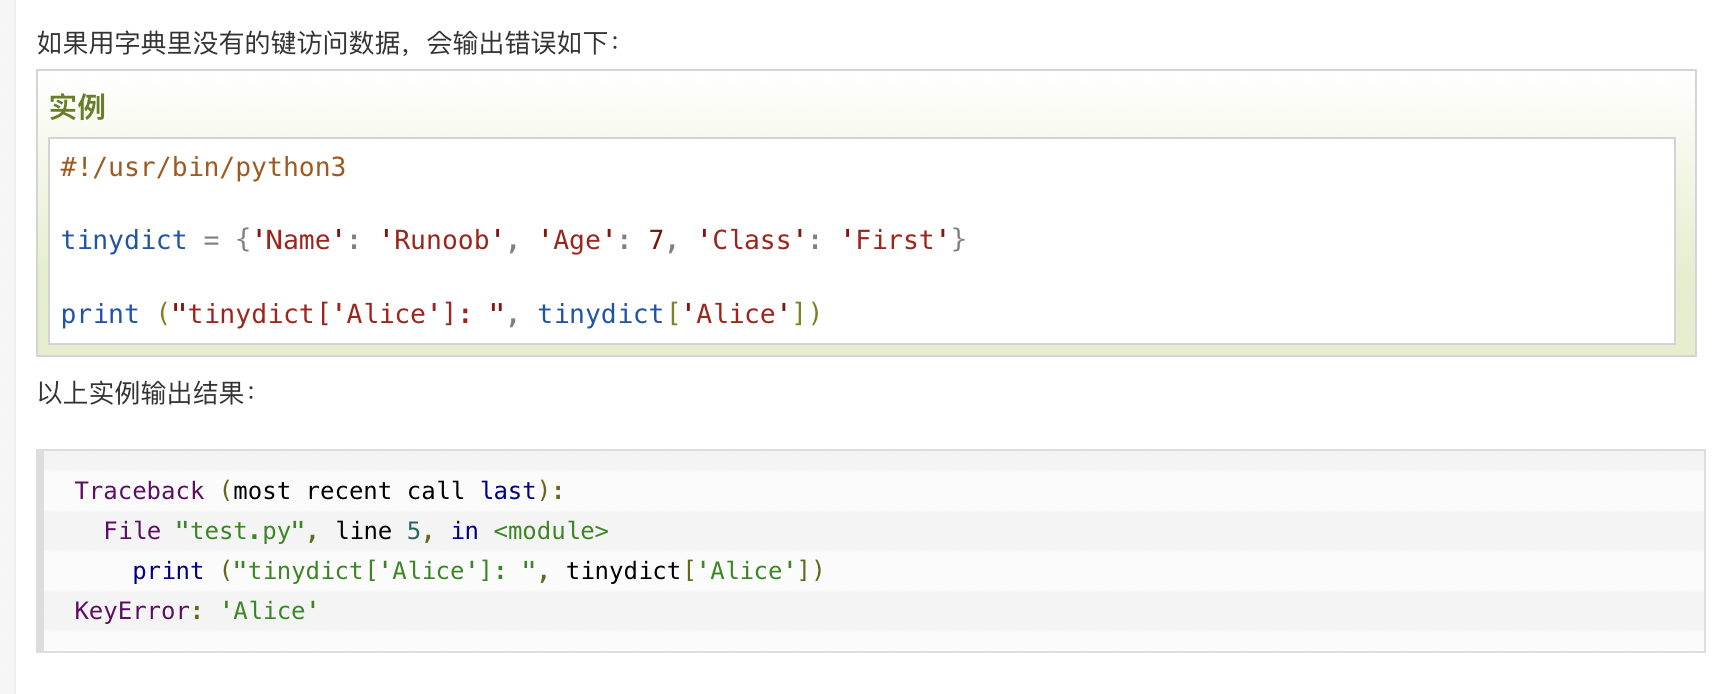 如果用字典里没有的键访问数据，会输出错误如下：
实例
#!/usr/bin/python3
tinydict = {'Name': 'Runoob', 'Age': 7, 'Class': 'First'}
print ("tinydict['Alice']: ", tinydict['Alice'])
以上实例输出结果：
Traceback (most recent call last):
  File "test.py", line 5, in <module>
    print ("tinydict['Alice']: ", tinydict['Alice'])
KeyError: 'Alice'